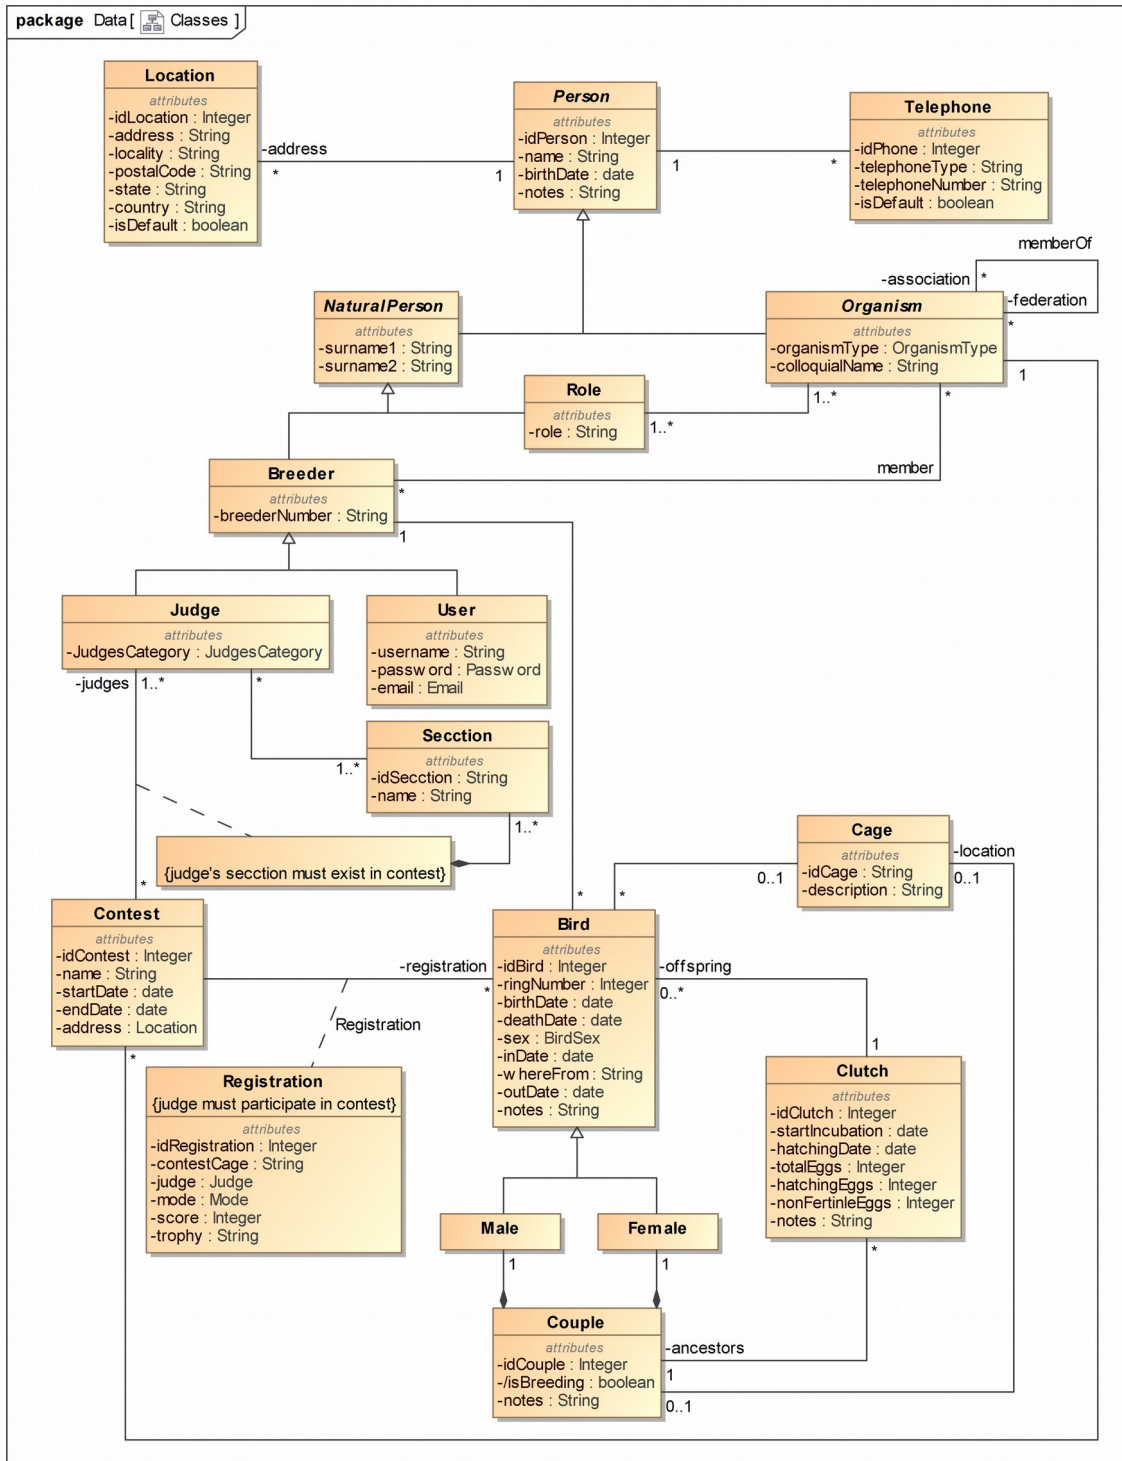 package Data [ Classes ]
Location
attributes
-idLocation : Integer
-address : String
-locality : String
-postalCode : String
-state : String
-country : String
-isDefault : boolean
-address
*
1
Person
attributes
-idPerson : Integer
-name : String
-birthDate : date
-notes : String
1
*
Telephone
attributes
-idPhone : Integer
-telephoneType : String
-telephoneNumber : String
-isDefault : boolean
memberOf
-association
*
-federation
*
NaturalPerson
attributes
-surname1 : String
-surname2 : String
Organism
attributes
-organismType : OrganismType
-colloquialName : String
1
Role
attributes
-role : String
1..*
1..*
*
member
Breeder
attributes
-breederNumber : String
*
1
Judge
attributes
-JudgesCategory : JudgesCategory
User
attributes
-username : String
-password : Password
-email : Email
-judges
1..*
*
Secction
attributes
-idSecction : String
-name : String
1..*
1..*
{judge's secction must exist in contest}
Cage
attributes
-idCage : String
-description : String
-location
0..1
0..1
*
*
*
Contest
attributes
-idContest : Integer
-name : String
-startDate : date
-endDate : date
-address : Location
*
-registration
*
Registration
Bird
attributes
-idBird : Integer
-ringNumber : Integer
-birthDate : date
-deathDate : date
-sex : BirdSex
-inDate : date
-whereFrom : String
-outDate : date
-notes : String
-offspring
0..*
1
Registration
{judge must participate in contest}
attributes
-idRegistration : Integer
-contestCage : String
-judge : Judge
-mode : Mode
-score : Integer
-trophy : String
Clutch
attributes
-idClutch : Integer
-startIncubation : date
-hatchingDate : date
-totalEggs : Integer
-hatchingEggs : Integer
-nonFertinleEggs : Integer
-notes : String
*
Male
1
Female
1
Couple
attributes
-idCouple : Integer
-/isBreeding : boolean
-notes : String
-ancestors
1
0..1